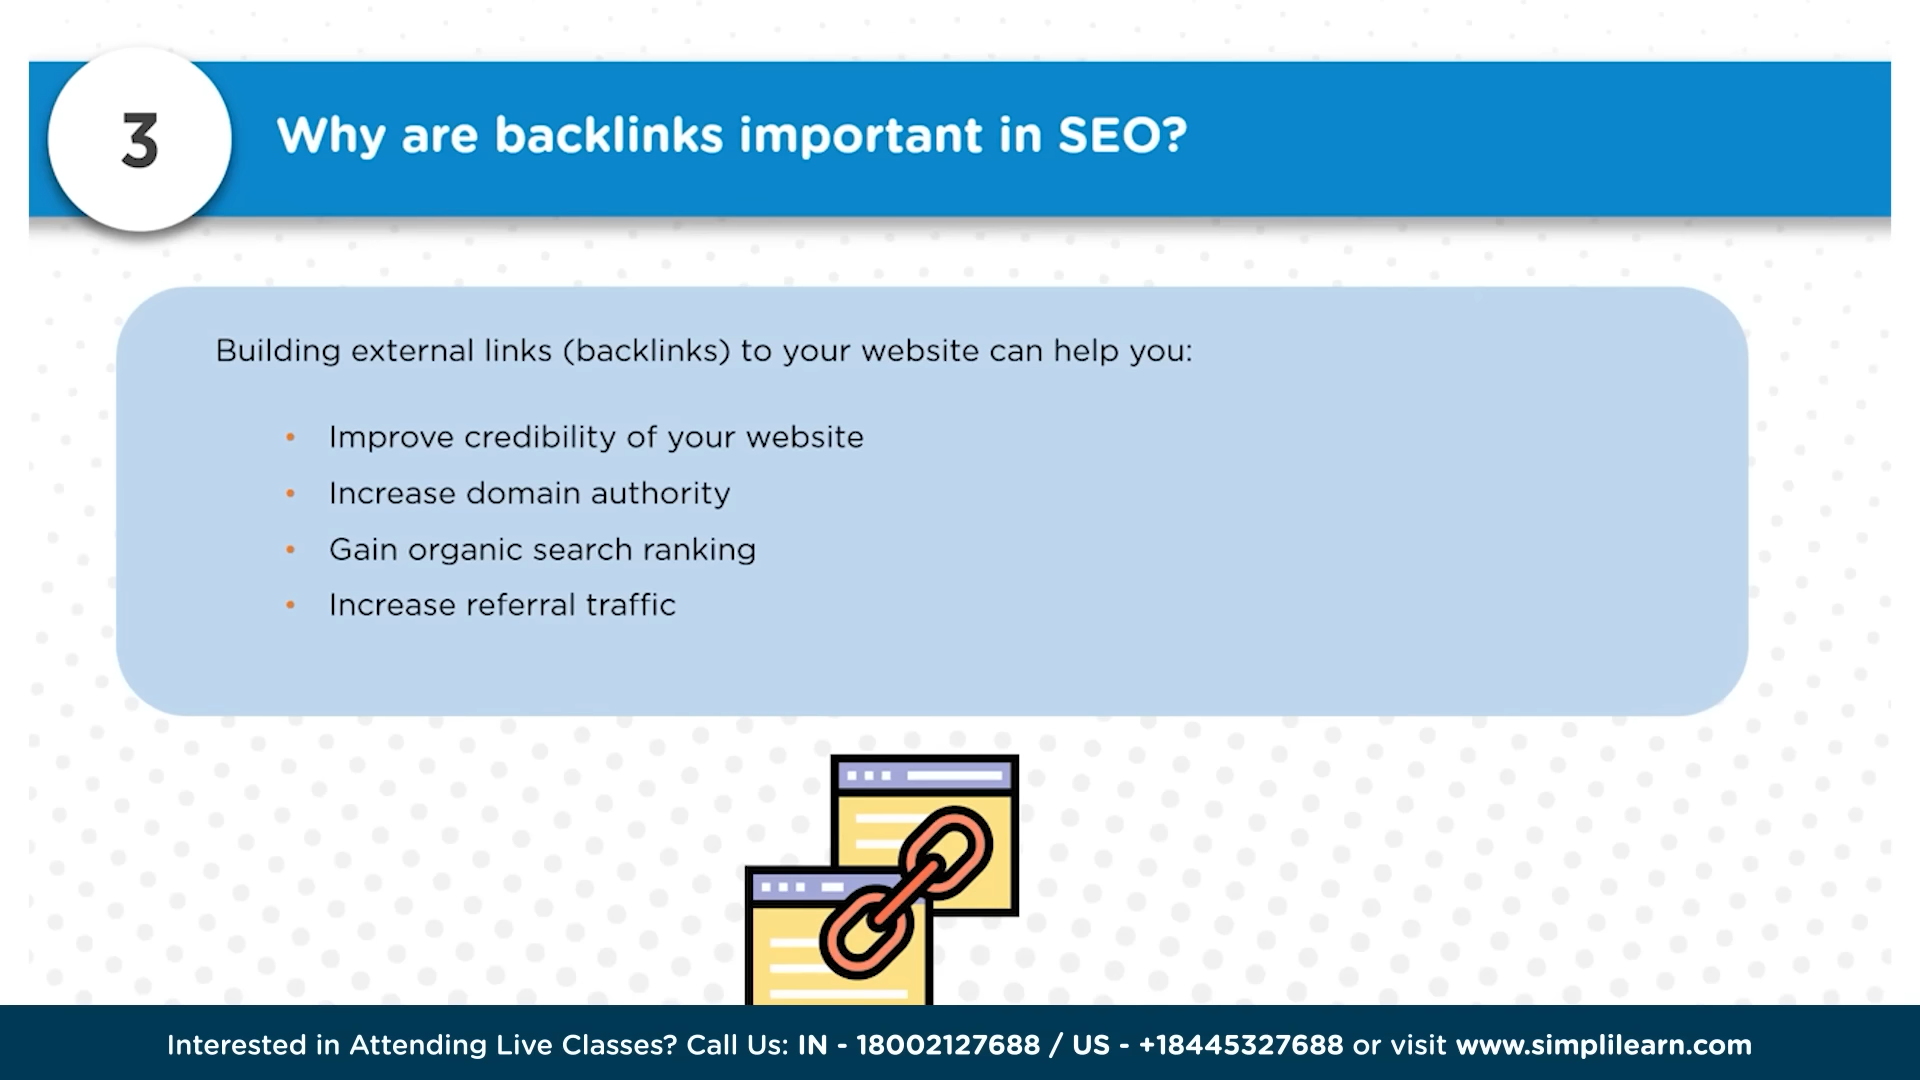 3
Why are backlinks important in SEO?
Building external links (backlinks) to your website can help you:
• Improve credibility of your website
• Increase domain authority
• Gain organic search ranking
• Increase referral traffic
Interested in Attending Live Classes? Call Us: IN - 18002127688 / US - +18445327688 or visit www.simplilearn.com